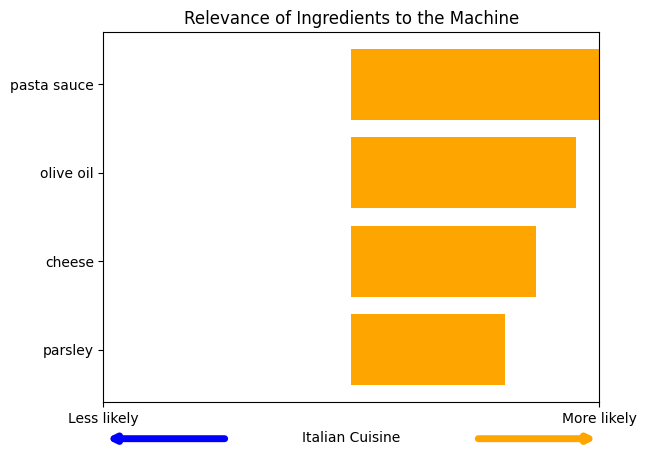 Relevance of Ingredients to the Machine
pasta sauce
olive oil
cheese
parsley
Less likely
More likely
Italian Cuisine